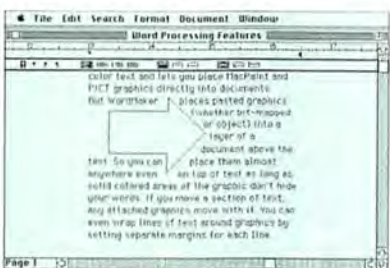 File Edit Search Format Document Window
Word Processing Features
color text and lets you place MacPaint and
PICT graphics directly into documents
But WordMaker places pasted graphics
(whether bit-mapped
or object) into a
layer of a
document above the
text. So you can place them almost
anywhere even on top of text as long as
solid colored areas of the graphic don't hide
your words. If you move a section of text,
any attached graphics move with it. You can
even wrap lines of text around graphics by
setting separate margins for each line.
Page 1